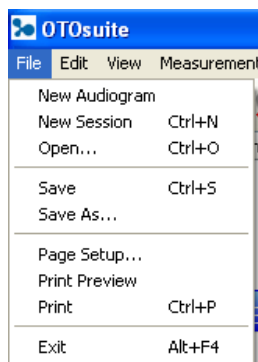 OTOsuite
File Edit View Measurement
New Audiogram
New Session Ctrl+N
Open... Ctrl+O
Save Ctrl+S
Save As...
Page Setup...
Print Preview
Print Ctrl+P
Exit Alt+F4